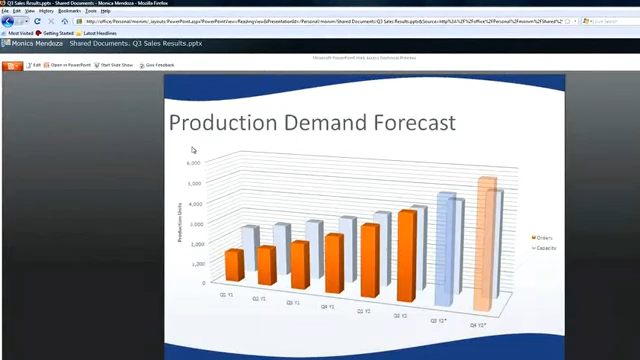 Q3 Sales Results.pptx - Shared Documents - Monica Mendoza - Mozilla Firefox
File Edit View History Bookmarks Tools Help
Most Visited Getting Started Latest Headlines
Monica Mendoza Shared Documents. Q3 Sales Results.pptx
Edit Open in PowerPoint Start Slide Show Give Feedback
Production Demand Forecast
6,000
5,000
4,000
3,000
2,000
1,000
0
Production Units
Q1 Y1 Q2 Y1 Q3 Y1 Q4 Y1 Q1 Y2 Q2 Y2 Q3 Y2* Q4 Y2*
Orders
Capacity